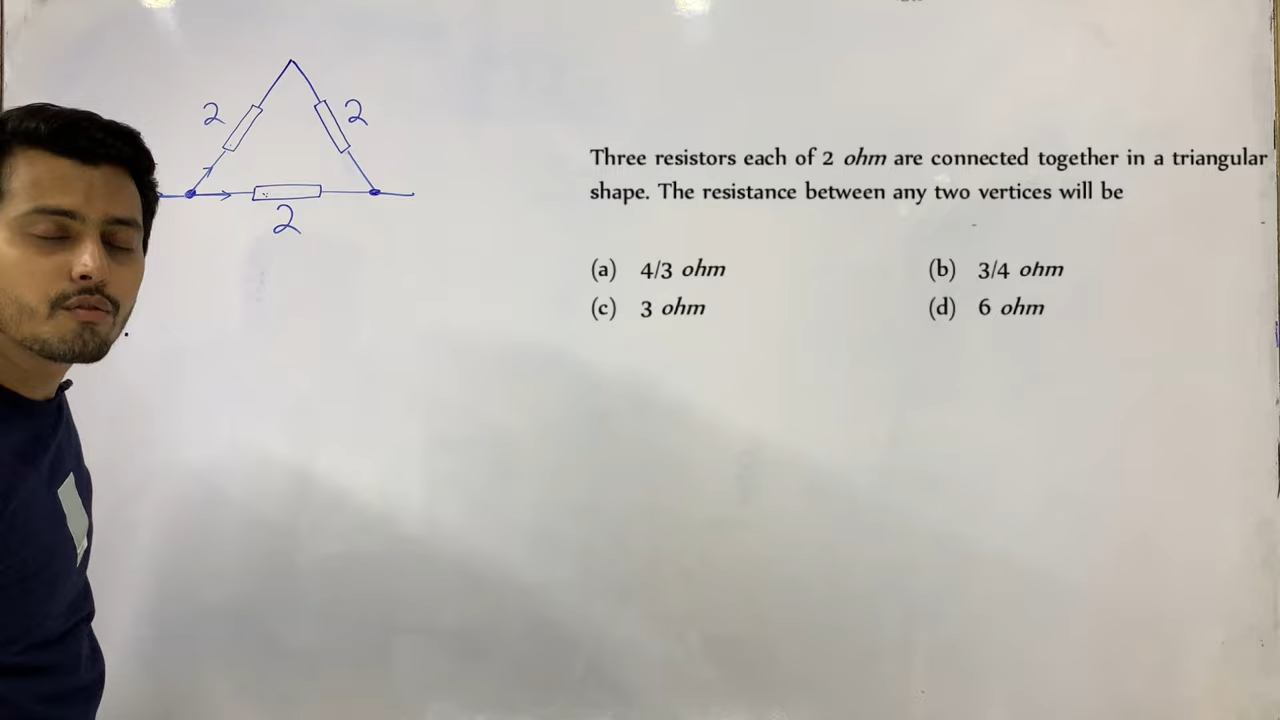 2 2
2
Three resistors each of 2 ohm are connected together in a triangular
shape. The resistance between any two vertices will be
(a) 4/3 ohm (b) 3/4 ohm
(c) 3 ohm (d) 6 ohm